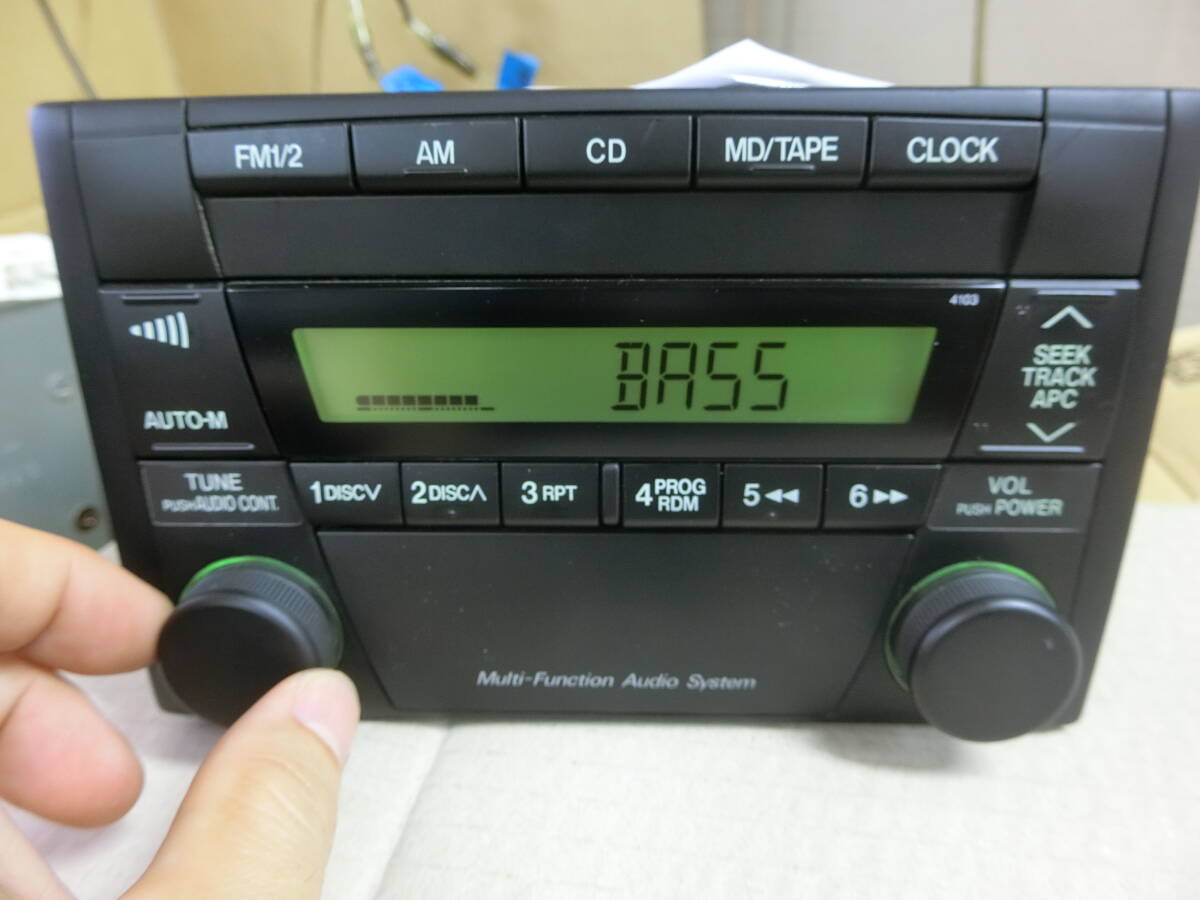 FM1/2 AM CD MD/TAPE CLOCK
4103
BASS
AUTO-M
SEEK
TRACK
APC
TUNE
PUSH AUDIO CONT.
1 DISC∨ 2 DISC∧ 3 RPT 4 PROG RDM 5 ◀◀ 6 ▶▶
VOL
PUSH POWER
Multi-Function Audio System